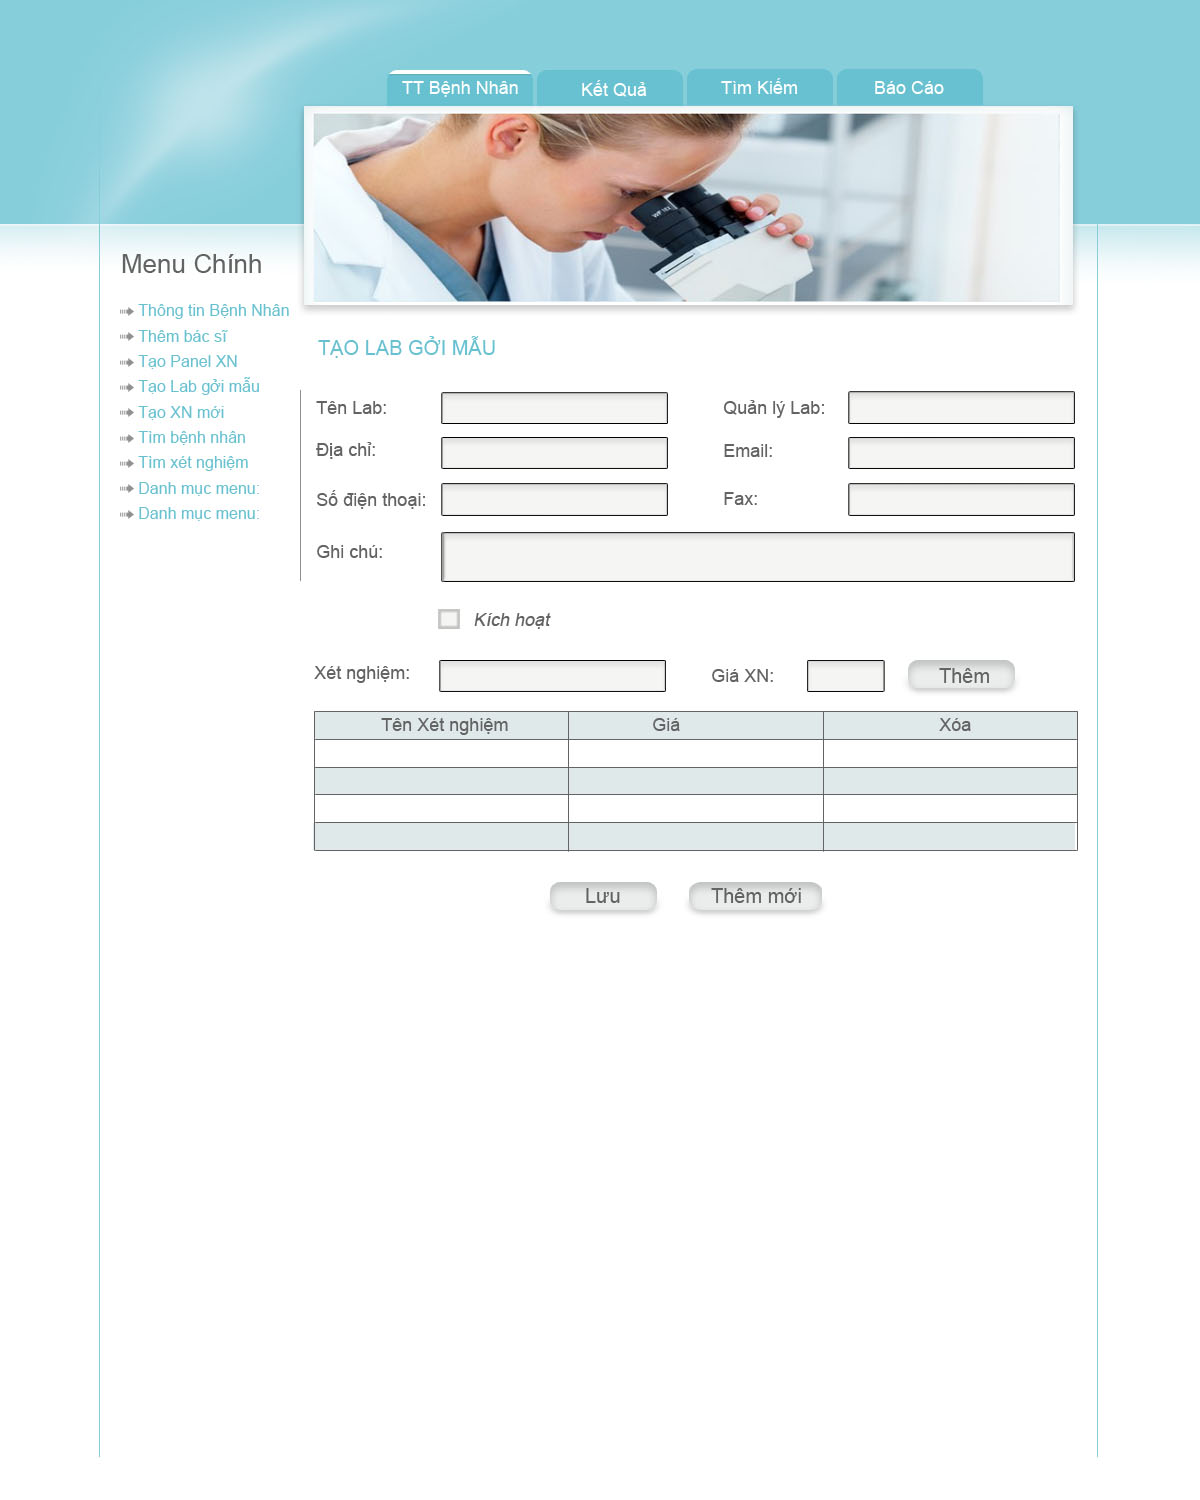 TT Bệnh Nhân
Kết Quả
Tìm Kiếm
Báo Cáo
WF 10X
Menu Chính
Thông tin Bệnh Nhân
Thêm bác sĩ
Tạo Panel XN
Tạo Lab gởi mẫu
Tạo XN mới
Tìm bệnh nhân
Tìm xét nghiệm
Danh mục menu:
Danh mục menu:
TẠO LAB GỞI MẪU
Tên Lab:
Quản lý Lab:
Địa chỉ:
Email:
Số điện thoại:
Fax:
Ghi chú:
Kích hoạt
Xét nghiệm:
Giá XN:
Thêm
Tên Xét nghiệm
Giá
Xóa
Lưu
Thêm mới